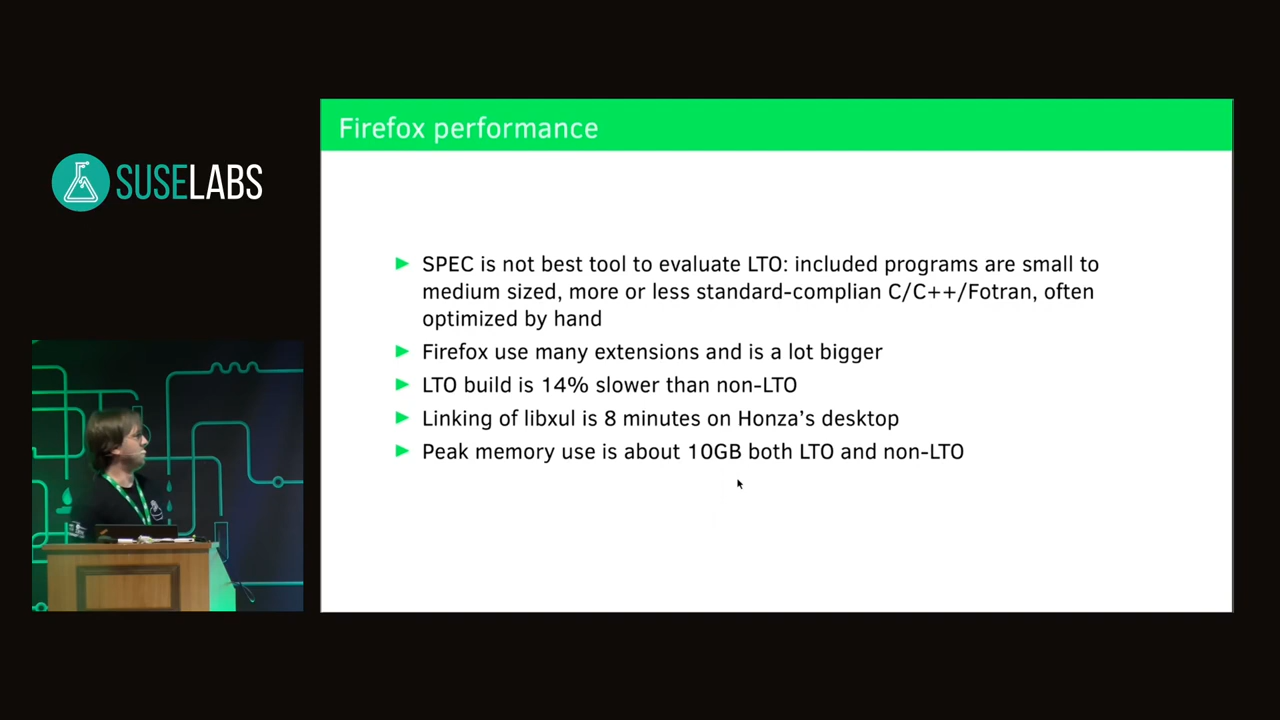 Firefox performance
SUSELABS
SPEC is not best tool to evaluate LTO: included programs are small to
medium sized, more or less standard-complian C/C++/Fotran, often
optimized by hand
Firefox use many extensions and is a lot bigger
LTO build is 14% slower than non-LTO
Linking of libxul is 8 minutes on Honza's desktop
Peak memory use is about 10GB both LTO and non-LTO